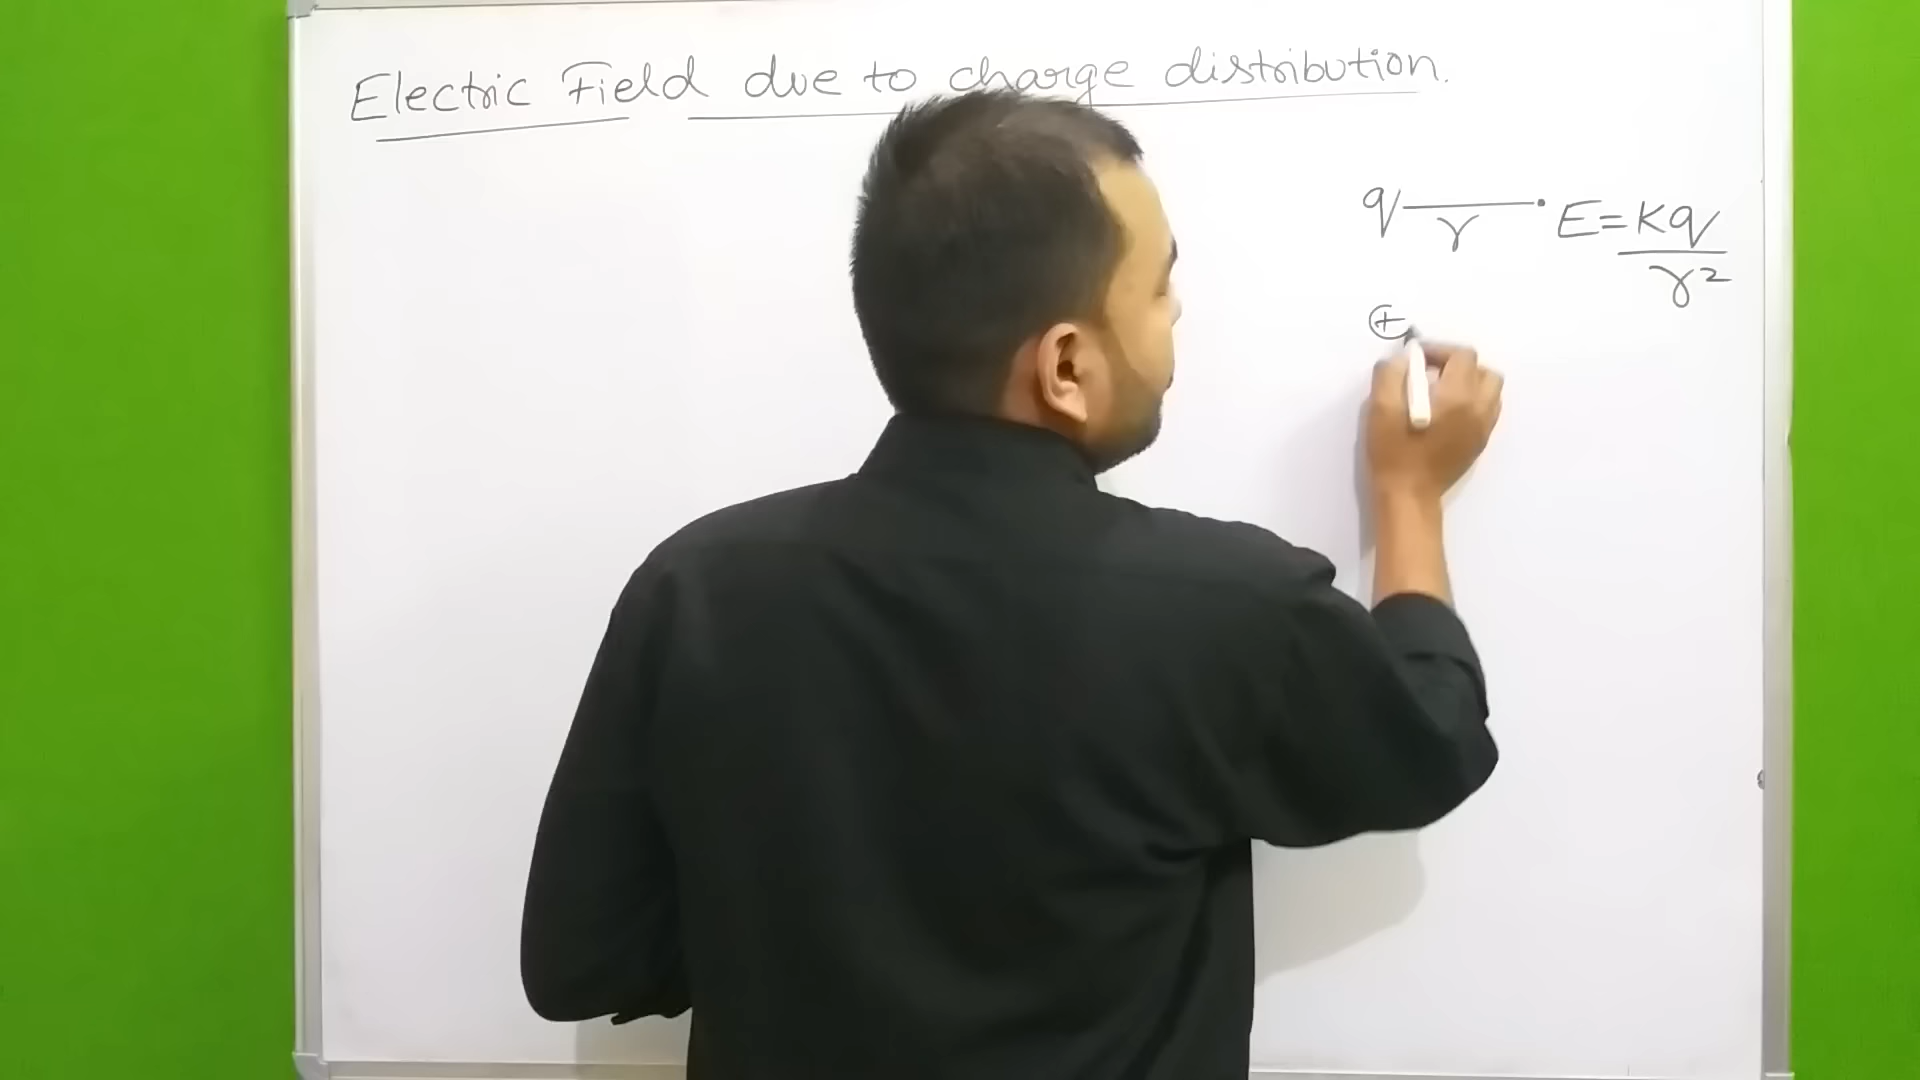 Electric Field due to charge distribution.
q r E = Kq / r²
+